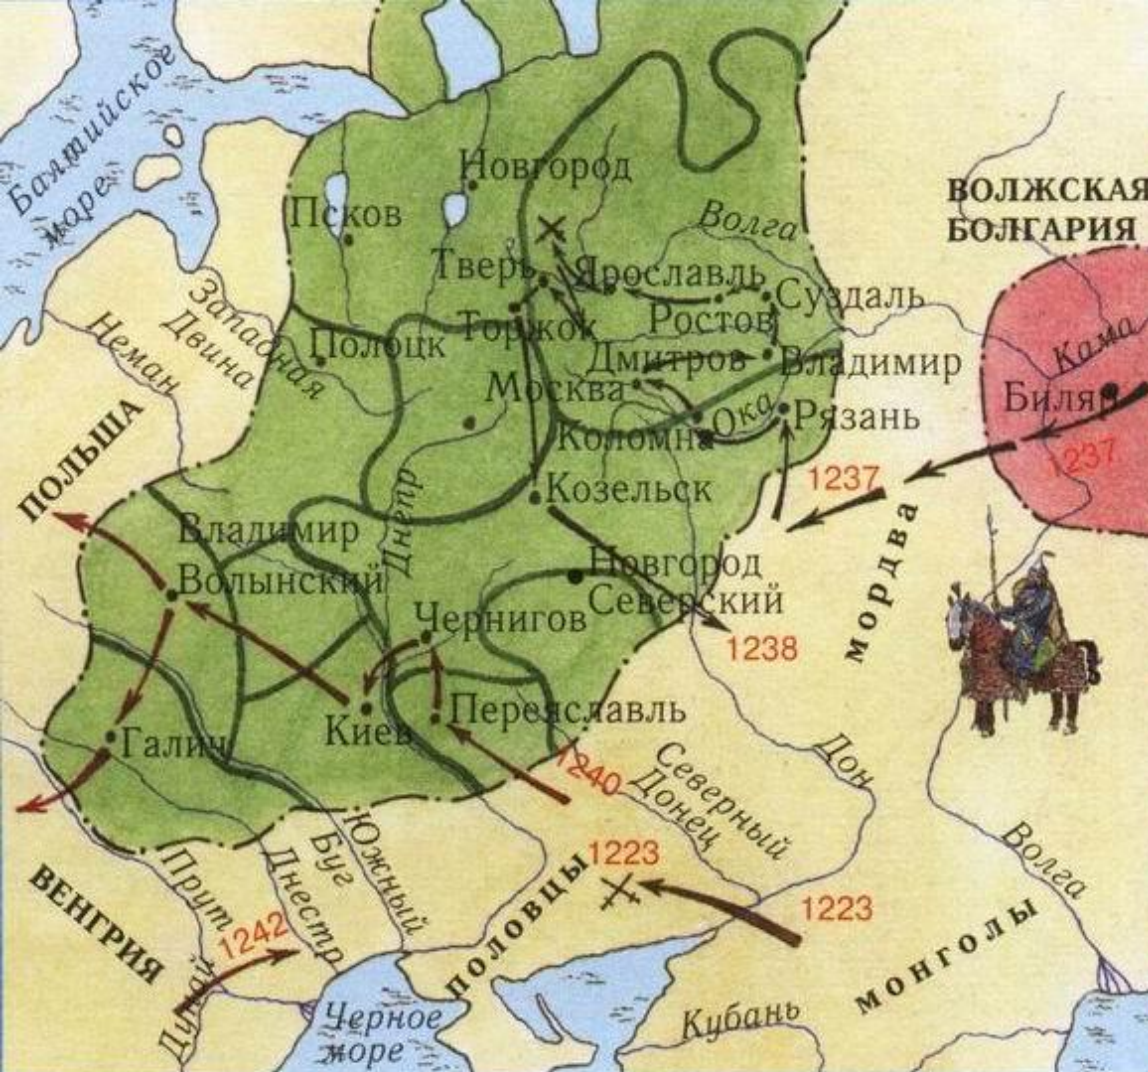 Балтийское
море
Новгород
Псков
Волга
ВОЛЖСКАЯ
БОЛГАРИЯ
Тверь
Ярославль
Суздаль
Западная
Двина
Неман
Торжок
Ростов
Полоцк
Дмитров
Владимир
Кама
Москва
Биляр
Ока
Рязань
ПОЛЬША
Коломна
1237
1237
Козельск
Днепр
МОРДВА
Владимир
Волынский
Новгород
Северский
Чернигов
1238
Киев
Переяславль
Галич
1240
Северный
Донец
Дон
Волга
1223
1223
ПОЛОВЦЫ
МОНГОЛЫ
ВЕНГРИЯ
Прут
Днестр
Южный
Буг
1242
Дунай
Черное
море
Кубань